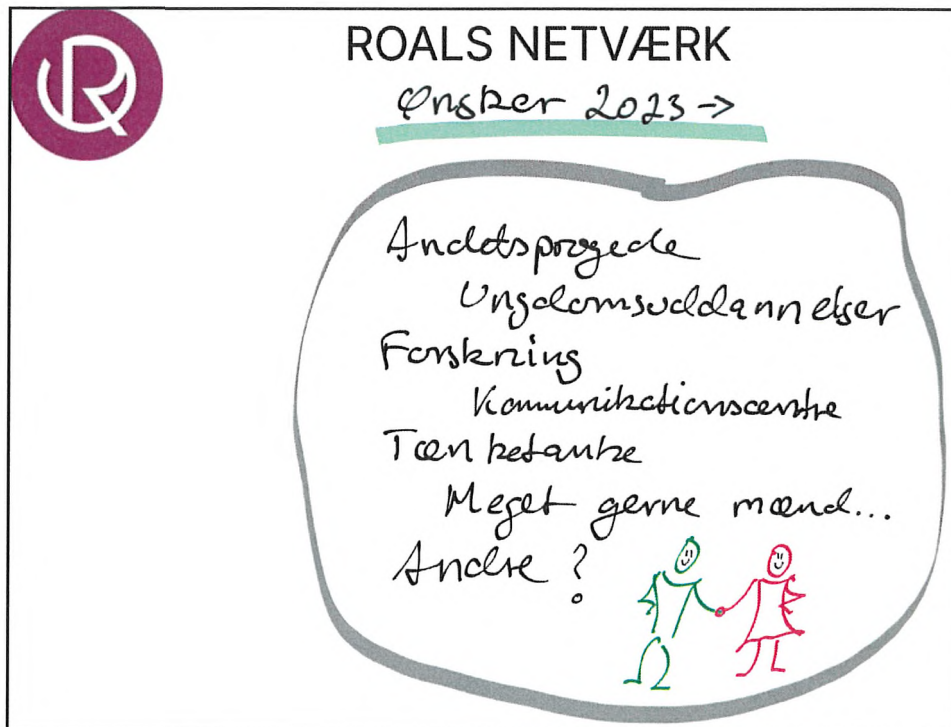 ROALS NETVÆRK
Ønsker 2023 →
Andetsprogede
Ungdomsuddannelser
Forskning
Kommunikationscentre
Tænketanke
Meget gerne mænd...
Andre ?